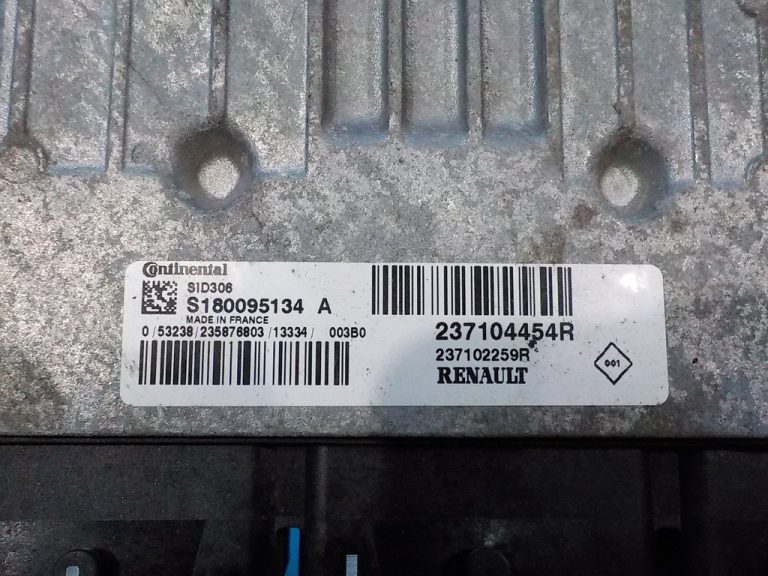 Continental
SID306
S180095134 A
MADE IN FRANCE
0/53238/235876803/13334/ 003B0
237104454R
237102259R
RENAULT
001